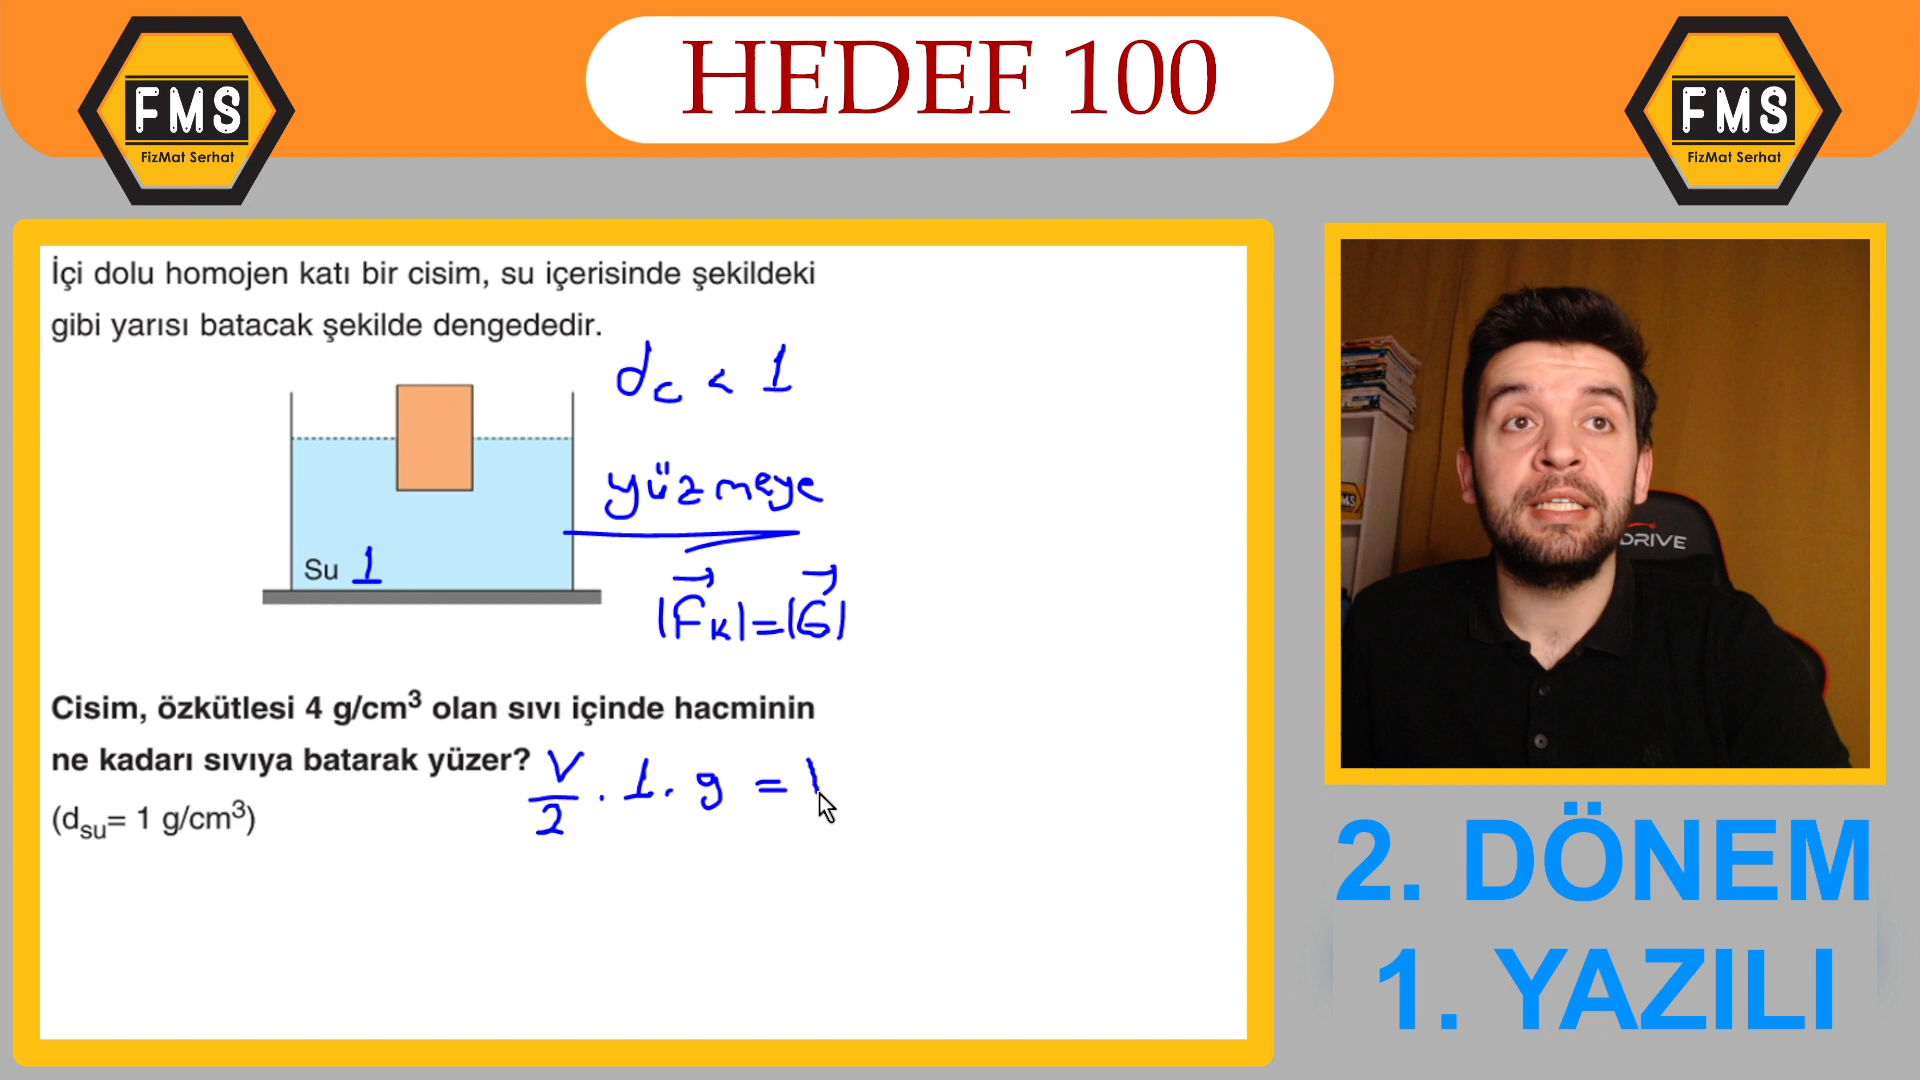 HEDEF 100
FMS
FizMat Serhat
FMS
FizMat Serhat
İçi dolu homojen katı bir cisim, su içerisinde şekildeki
gibi yarısı batacak şekilde dengededir.
dc < 1
yüzmeye
Su 1
|FK|=|G|
Cisim, özkütlesi 4 g/cm³ olan sıvı içinde hacminin
ne kadarı sıvıya batarak yüzer?
V/2 . 1 . g =
(dsu= 1 g/cm³)
DRIVE
2. DÖNEM
1. YAZILI